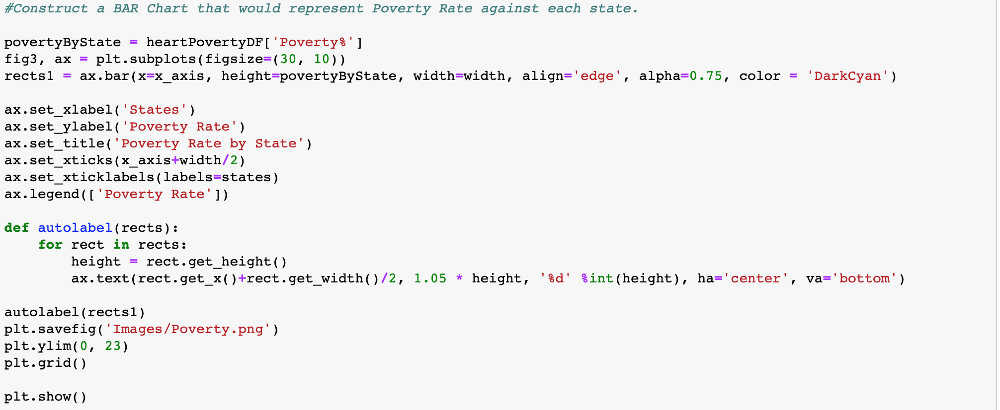 #Construct a BAR Chart that would represent Poverty Rate against each state.

povertyByState = heartPovertyDF['Poverty%']
fig3, ax = plt.subplots(figsize=(30, 10))
rects1 = ax.bar(x=x_axis, height=povertyByState, width=width, align='edge', alpha=0.75, color = 'DarkCyan')

ax.set_xlabel('States')
ax.set_ylabel('Poverty Rate')
ax.set_title('Poverty Rate by State')
ax.set_xticks(x_axis+width/2)
ax.set_xticklabels(labels=states)
ax.legend(['Poverty Rate'])

def autolabel(rects):
    for rect in rects:
        height = rect.get_height()
        ax.text(rect.get_x()+rect.get_width()/2, 1.05 * height, '%d' %int(height), ha='center', va='bottom')

autolabel(rects1)
plt.savefig('Images/Poverty.png')
plt.ylim(0, 23)
plt.grid()

plt.show()